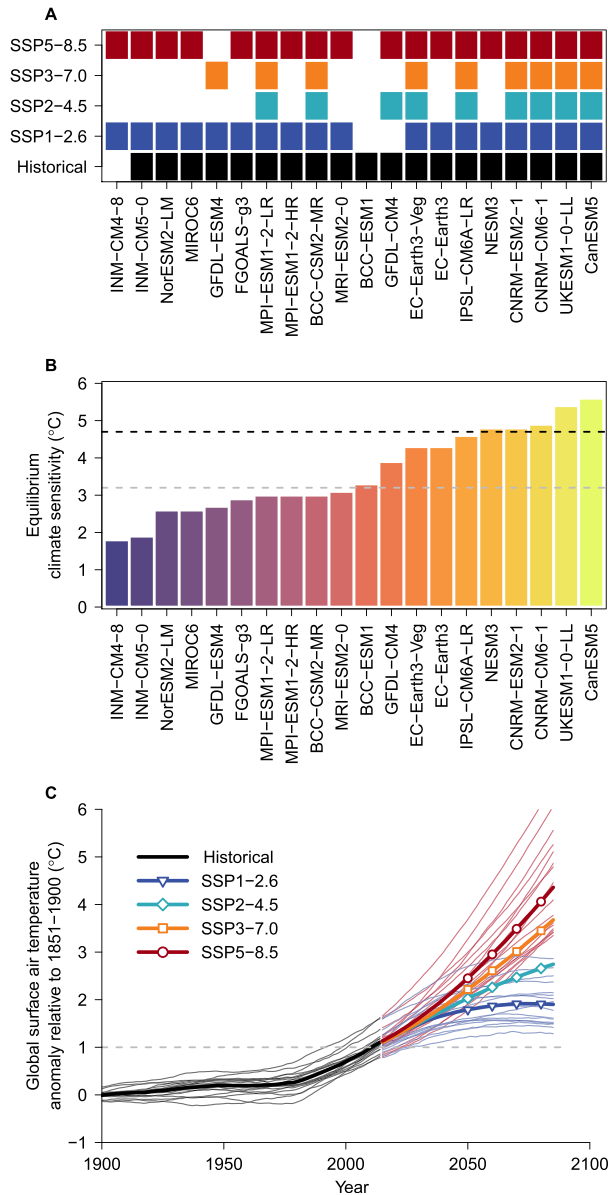 A
SSP5−8.5
SSP3−7.0
SSP2−4.5
SSP1−2.6
Historical
INM−CM4−8
INM−CM5−0
NorESM2−LM
MIROC6
GFDL−ESM4
FGOALS−g3
MPI−ESM1−2−LR
MPI−ESM1−2−HR
BCC−CSM2−MR
MRI−ESM2−0
BCC−ESM1
GFDL−CM4
EC−Earth3−Veg
EC−Earth3
IPSL−CM6A−LR
NESM3
CNRM−ESM2−1
CNRM−CM6−1
UKESM1−0−LL
CanESM5
B
Equilibrium
climate sensitivity (°C)
6
5
4
3
2
1
0
INM−CM4−8
INM−CM5−0
NorESM2−LM
MIROC6
GFDL−ESM4
FGOALS−g3
MPI−ESM1−2−LR
MPI−ESM1−2−HR
BCC−CSM2−MR
MRI−ESM2−0
BCC−ESM1
GFDL−CM4
EC−Earth3−Veg
EC−Earth3
IPSL−CM6A−LR
NESM3
CNRM−ESM2−1
CNRM−CM6−1
UKESM1−0−LL
CanESM5
C
Global surface air temperature
anomaly relative to 1851−1900 (°C)
6
5
4
3
2
1
0
−1
Historical
SSP1−2.6
SSP2−4.5
SSP3−7.0
SSP5−8.5
1900
1950
2000
2050
2100
Year